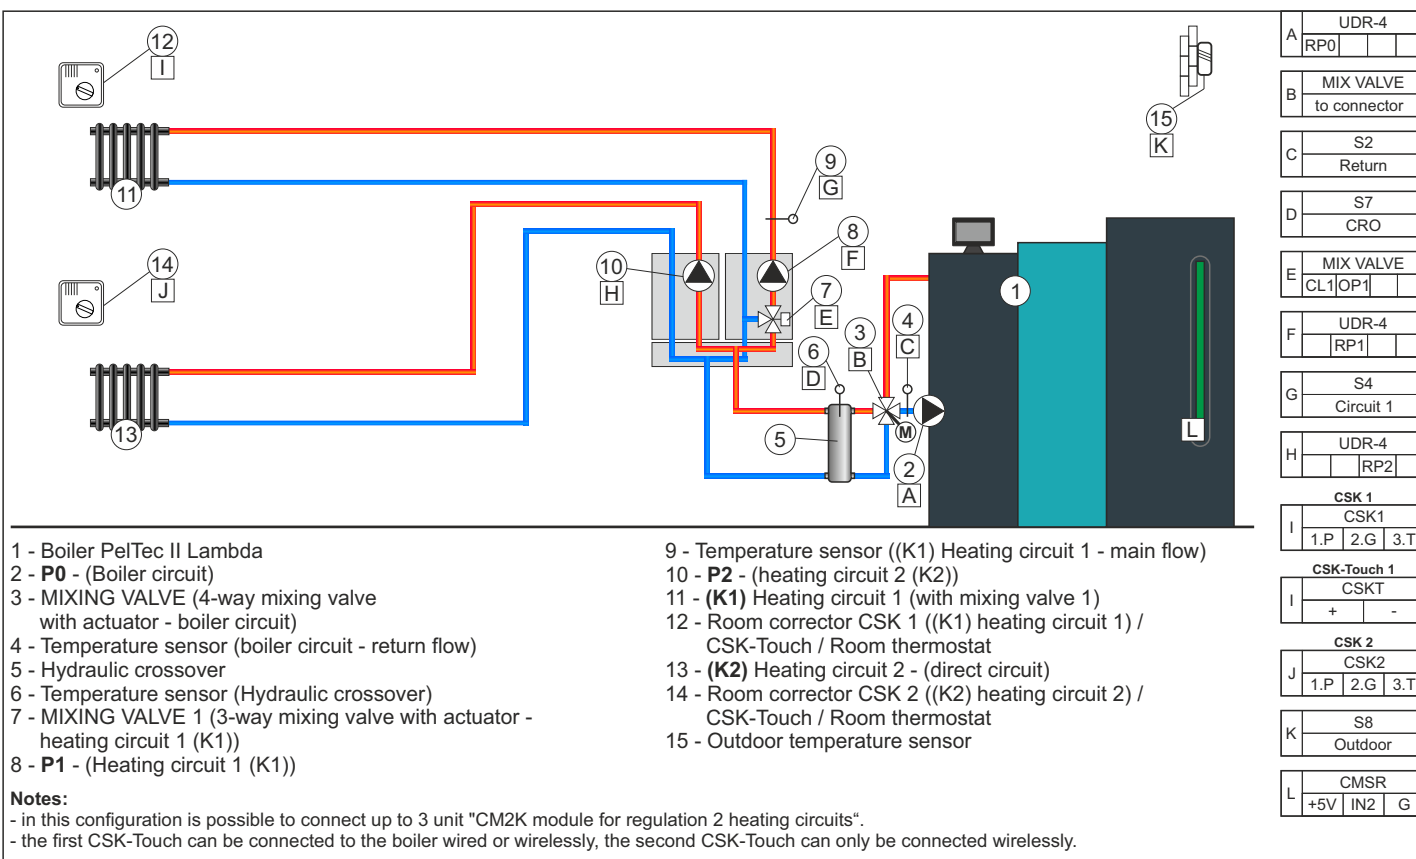 12
I
14
J
11
13
9
G
8
F
10
H
7
E
6
D
3
B
4
C
5
M
2
A
1
15
K
L
1 - Boiler PelTec II Lambda
2 - P0 - (Boiler circuit)
3 - MIXING VALVE (4-way mixing valve
with actuator - boiler circuit)
4 - Temperature sensor (boiler circuit - return flow)
5 - Hydraulic crossover
6 - Temperature sensor (Hydraulic crossover)
7 - MIXING VALVE 1 (3-way mixing valve with actuator -
heating circuit 1 (K1))
8 - P1 - (Heating circuit 1 (K1))
9 - Temperature sensor ((K1) Heating circuit 1 - main flow)
10 - P2 - (heating circuit 2 (K2))
11 - (K1) Heating circuit 1 (with mixing valve 1)
12 - Room corrector CSK 1 ((K1) heating circuit 1) /
CSK-Touch / Room thermostat
13 - (K2) Heating circuit 2 - (direct circuit)
14 - Room corrector CSK 2 ((K2) heating circuit 2) /
CSK-Touch / Room thermostat
15 - Outdoor temperature sensor
Notes:
- in this configuration is possible to connect up to 3 unit "CM2K module for regulation 2 heating circuits“.
- the first CSK-Touch can be connected to the boiler wired or wirelessly, the second CSK-Touch can only be connected wirelessly.
A UDR-4
RP0
B MIX VALVE
to connector
C S2
Return
D S7
CRO
E MIX VALVE
CL1 OP1
F UDR-4
RP1
G S4
Circuit 1
H UDR-4
RP2
CSK 1
I CSK1
1.P 2.G 3.T
CSK-Touch 1
I CSKT
+ -
CSK 2
J CSK2
1.P 2.G 3.T
K S8
Outdoor
L CMSR
+5V IN2 G